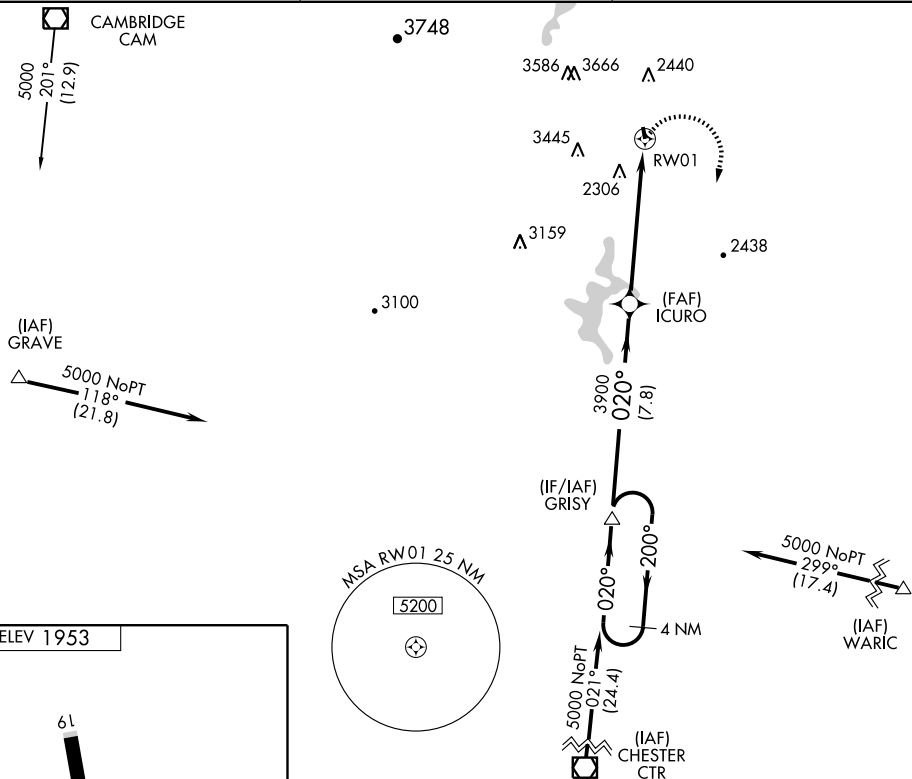 CAMBRIDGE
CAM
5000
201°
(12.9)
3748
3586
3666
2440
3445
RW01
2306
3159
2438
3100
(FAF)
ICURO
(IAF)
GRAVE
5000 NoPT
118°
(21.8)
3900
020°
(7.8)
(IF/IAF)
GRISY
020°
200°
4 NM
5000 NoPT
299°
(17.4)
(IAF)
WARIC
MSA RW01 25 NM
5200
ELEV 1953
19
5000 NoPT
021°
(24.4)
(IAF)
CHESTER
CTR